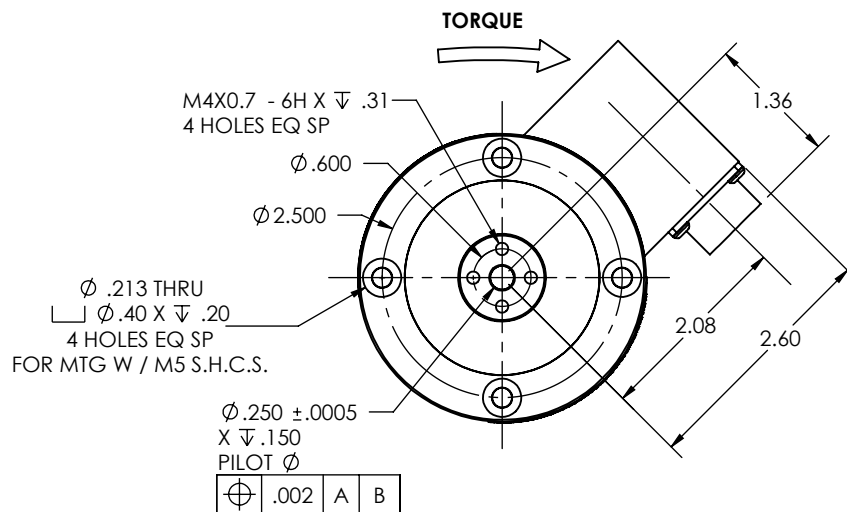 TORQUE
M4X0.7 - 6H X ↧ .31
4 HOLES EQ SP
1.36
Ø.600
Ø2.500
Ø .213 THRU
⌴ Ø.40 X ↧ .20
4 HOLES EQ SP
FOR MTG W / M5 S.H.C.S.
2.08
2.60
Ø.250 ±.0005
X ↧.150
PILOT Ø
⌖ .002 A B